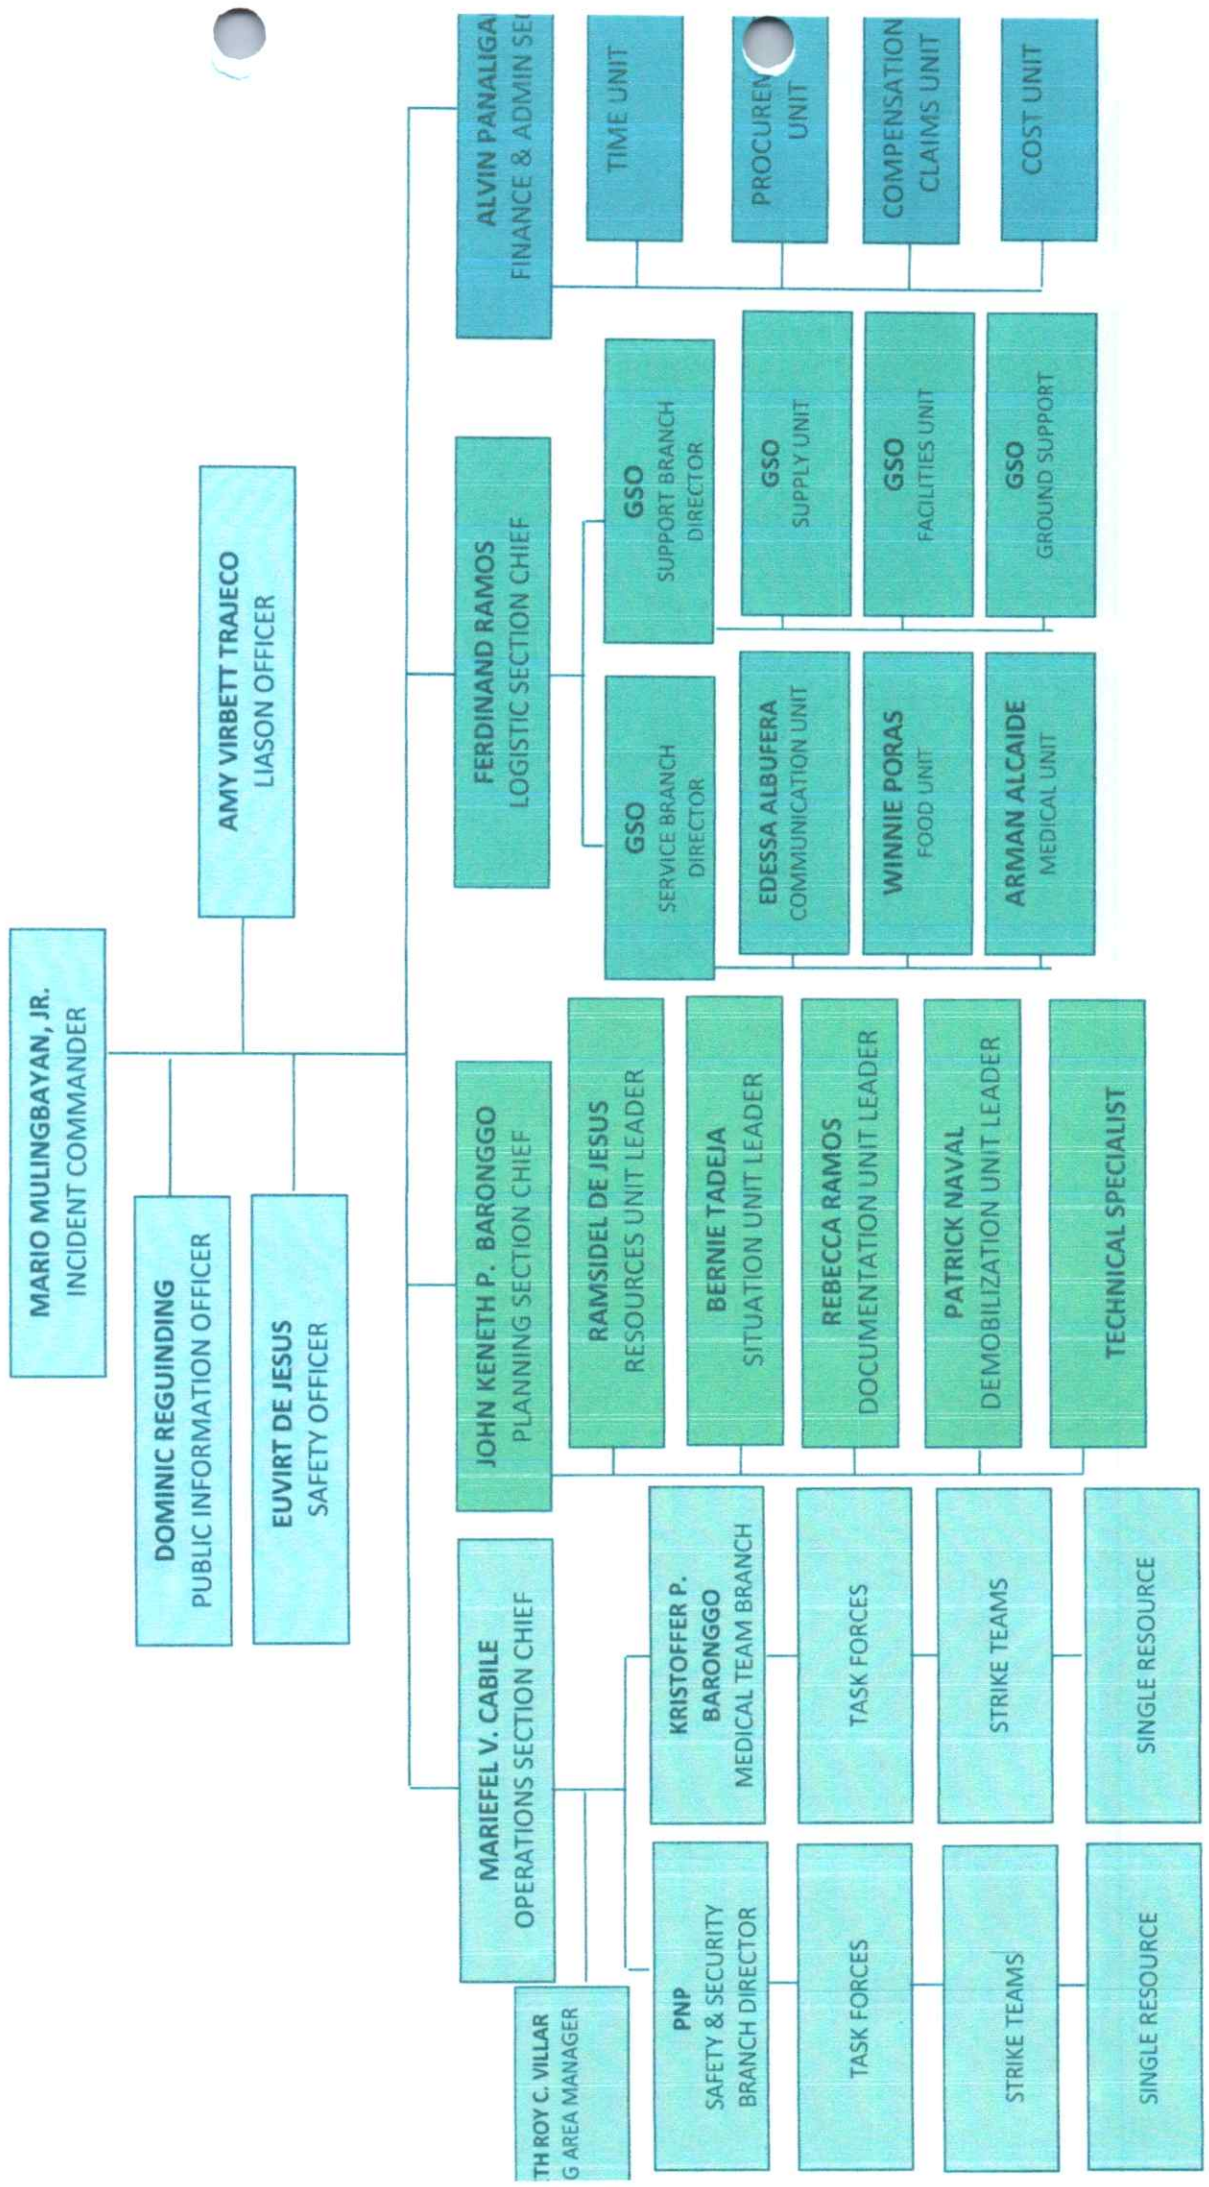 MARIO MULINGBAYAN, JR.
INCIDENT COMMANDER
DOMINIC REGUINDING
PUBLIC INFORMATION OFFICER
AMY VIRBETT TRAJECO
LIASON OFFICER
EUVIRT DE JESUS
SAFETY OFFICER
MARIEFEL V. CABILE
OPERATIONS SECTION CHIEF
TH ROY C. VILLAR
G AREA MANAGER
PNP
SAFETY & SECURITY
BRANCH DIRECTOR
TASK FORCES
STRIKE TEAMS
SINGLE RESOURCE
KRISTOFFER P.
BARONGGO
MEDICAL TEAM BRANCH
TASK FORCES
STRIKE TEAMS
SINGLE RESOURCE
JOHN KENETH P. BARONGGO
PLANNING SECTION CHIEF
RAMSIDEL DE JESUS
RESOURCES UNIT LEADER
BERNIE TADEJA
SITUATION UNIT LEADER
REBECCA RAMOS
DOCUMENTATION UNIT LEADER
PATRICK NAVAL
DEMOBILIZATION UNIT LEADER
TECHNICAL SPECIALIST
FERDINAND RAMOS
LOGISTIC SECTION CHIEF
GSO
SERVICE BRANCH
DIRECTOR
EDESSA ALBUFERA
COMMUNICATION UNIT
WINNIE PORAS
FOOD UNIT
ARMAN ALCAIDE
MEDICAL UNIT
GSO
SUPPORT BRANCH
DIRECTOR
GSO
SUPPLY UNIT
GSO
FACILITIES UNIT
GSO
GROUND SUPPORT
ALVIN PANALIGA
FINANCE & ADMIN SE
TIME UNIT
PROCUREM
UNIT
COMPENSATION
CLAIMS UNIT
COST UNIT